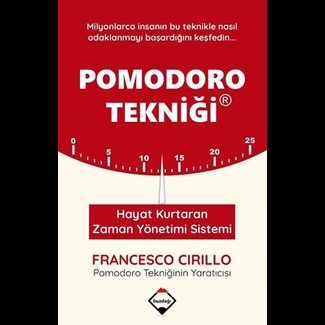 Milyonlarca insanın bu teknikle nasıl
odaklanmayı başardığını keşfedin...
POMODORO
TEKNİĞİ®
0 5 10 15 20 25
Hayat Kurtaran
Zaman Yönetimi Sistemi
FRANCESCO CIRILLO
Pomodoro Tekniğinin Yaratıcısı
buzdağı